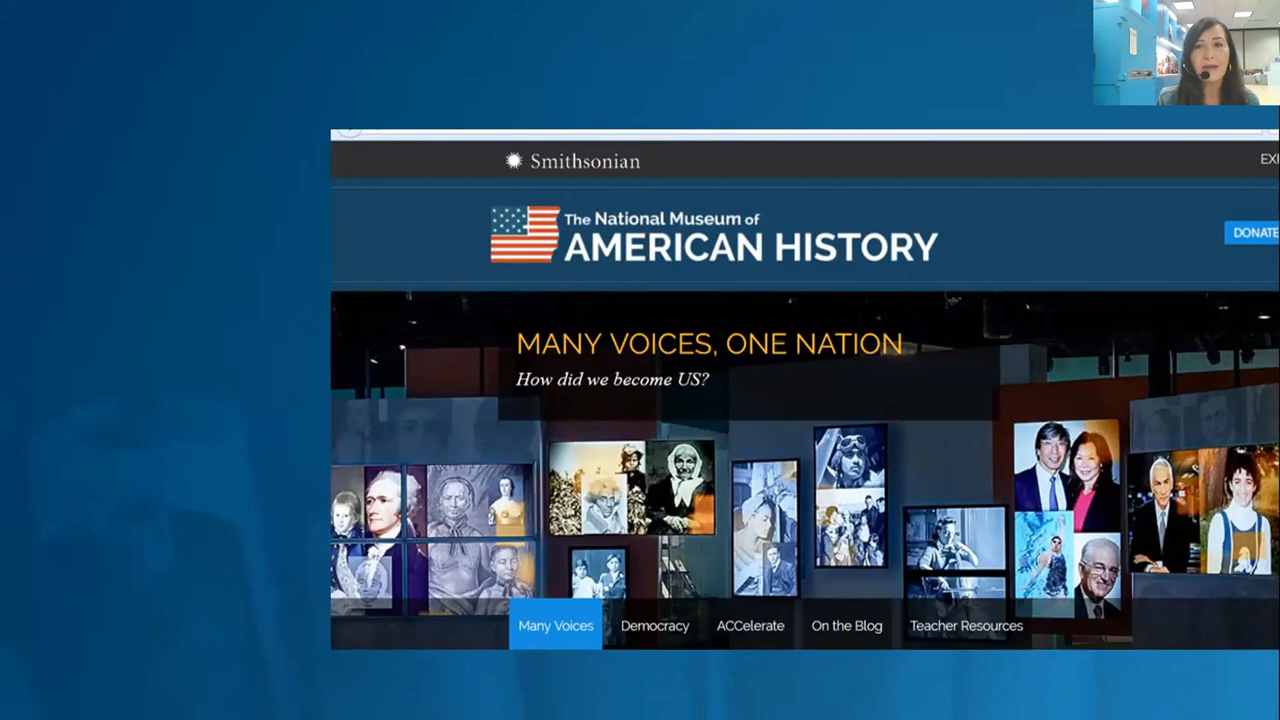 Smithsonian
EXI
The National Museum of
AMERICAN HISTORY
DONATE
MANY VOICES, ONE NATION
How did we become US?
Many Voices
Democracy
ACCelerate
On the Blog
Teacher Resources